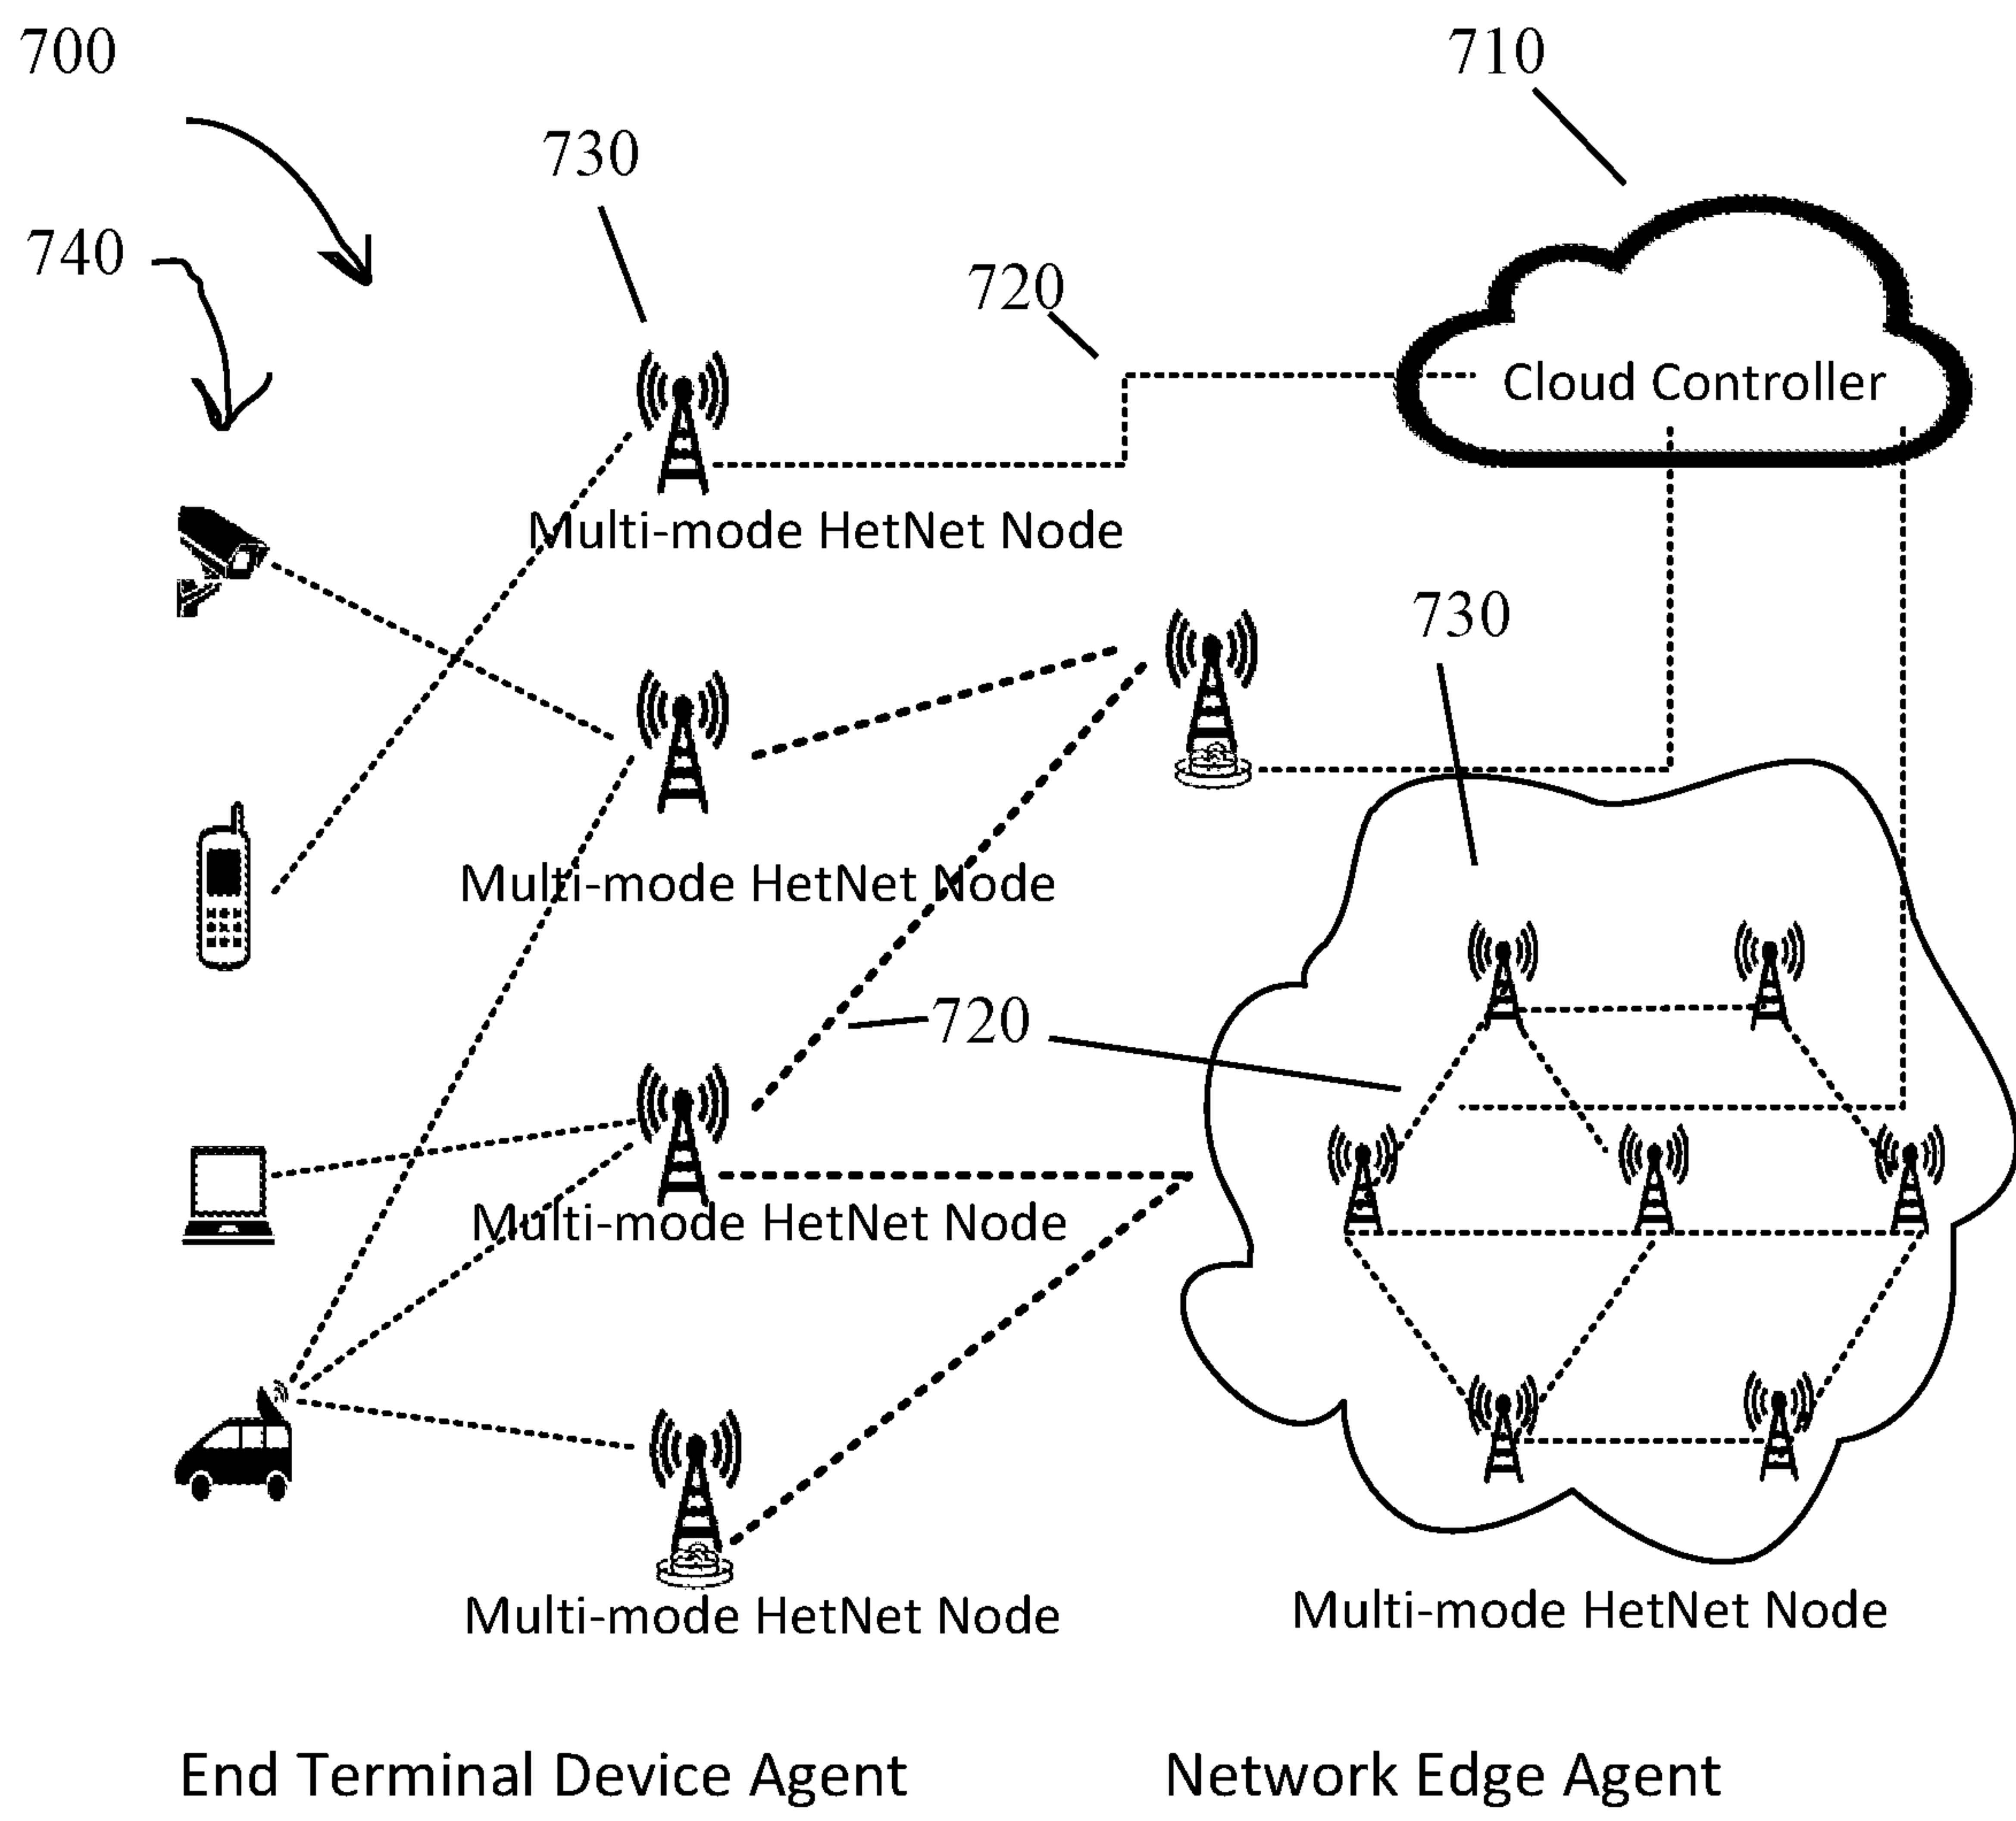 700
710
730
740
720
Cloud Controller
Multi-mode HetNet Node
730
Multi-mode HetNet Node
720
Multi-mode HetNet Node
Multi-mode HetNet Node
Multi-mode HetNet Node
End Terminal Device Agent
Network Edge Agent